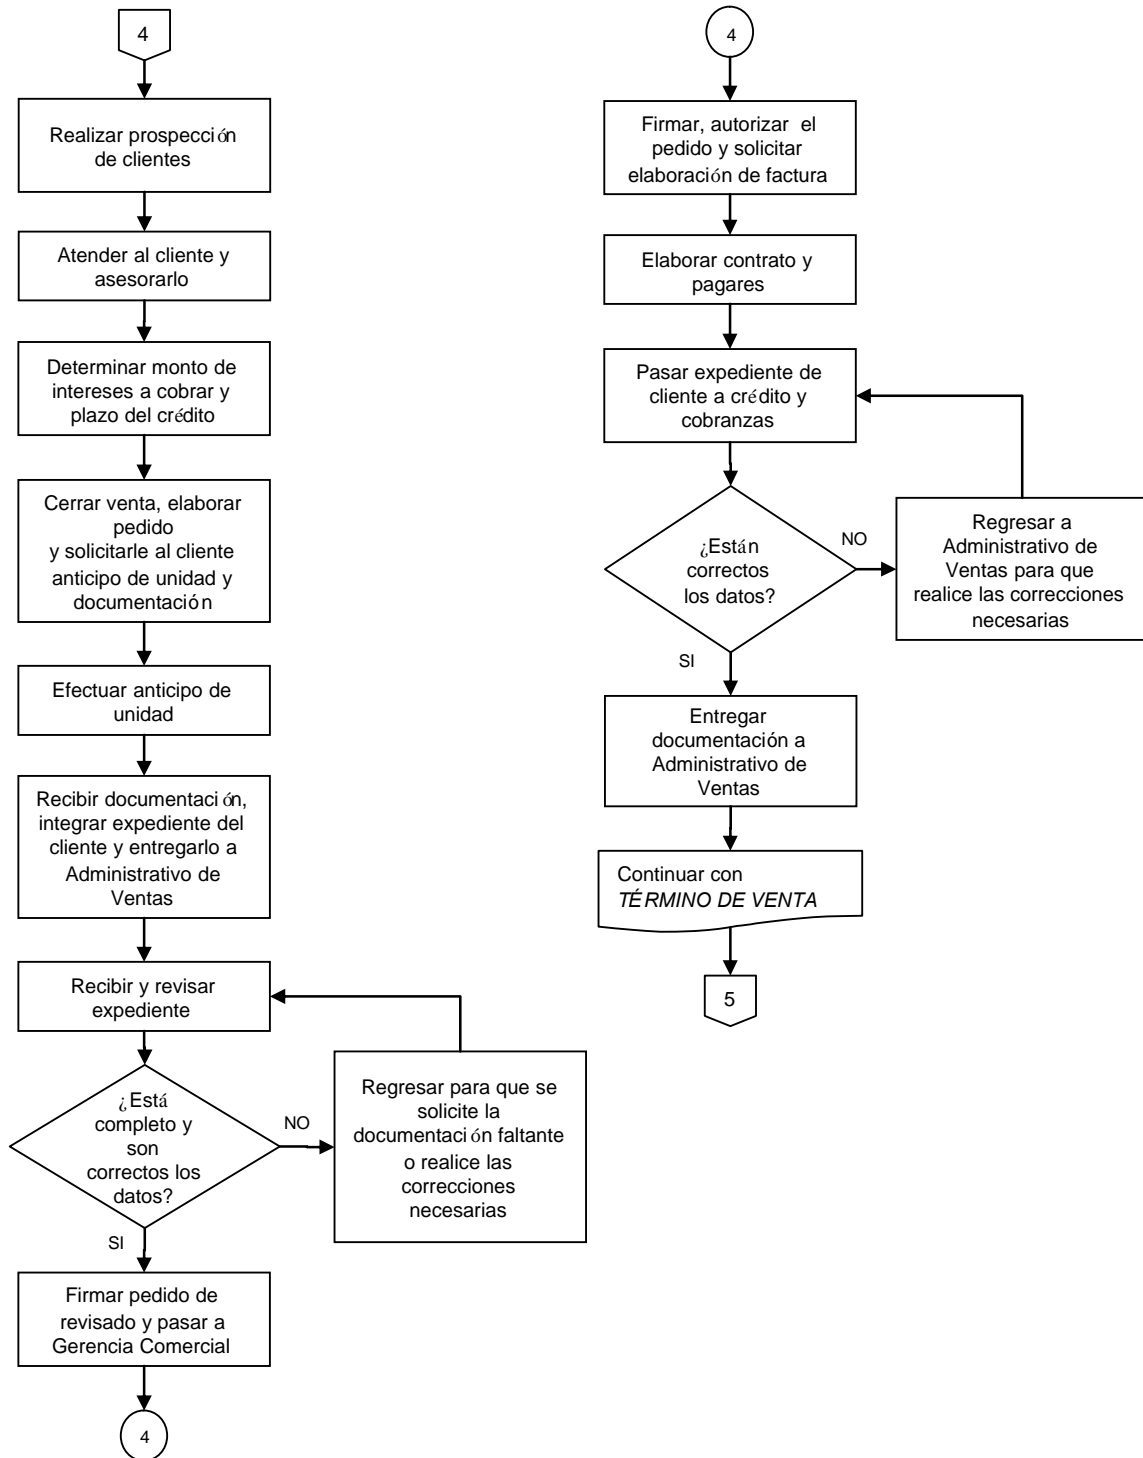 4
Realizar prospección
de clientes
Atender al cliente y
asesorarlo
Determinar monto de
intereses a cobrar y
plazo del crédito
Cerrar venta, elaborar
pedido
y solicitarle al cliente
anticipo de unidad y
documentación
Efectuar anticipo de
unidad
Recibir documentación,
integrar expediente del
cliente y entregarlo a
Administrativo de
Ventas
Recibir y revisar
expediente
¿Está
completo y
son
correctos los
datos?
NO
Regresar para que se
solicite la
documentación faltante
o realice las
correcciones
necesarias
SI
Firmar pedido de
revisado y pasar a
Gerencia Comercial
4
4
Firmar, autorizar el
pedido y solicitar
elaboración de factura
Elaborar contrato y
pagares
Pasar expediente de
cliente a crédito y
cobranzas
¿Están
correctos
los datos?
NO
Regresar a
Administrativo de
Ventas para que
realice las correcciones
necesarias
SI
Entregar
documentación a
Administrativo de
Ventas
Continuar con
TÉRMINO DE VENTA
5